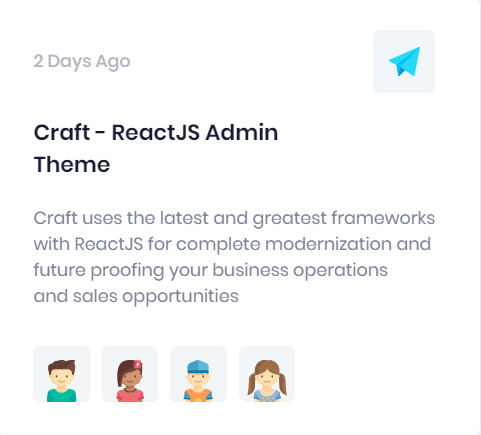 2 Days Ago
Craft - ReactJS Admin
Theme
Craft uses the latest and greatest frameworks
with ReactJS for complete modernization and
future proofing your business operations
and sales opportunities